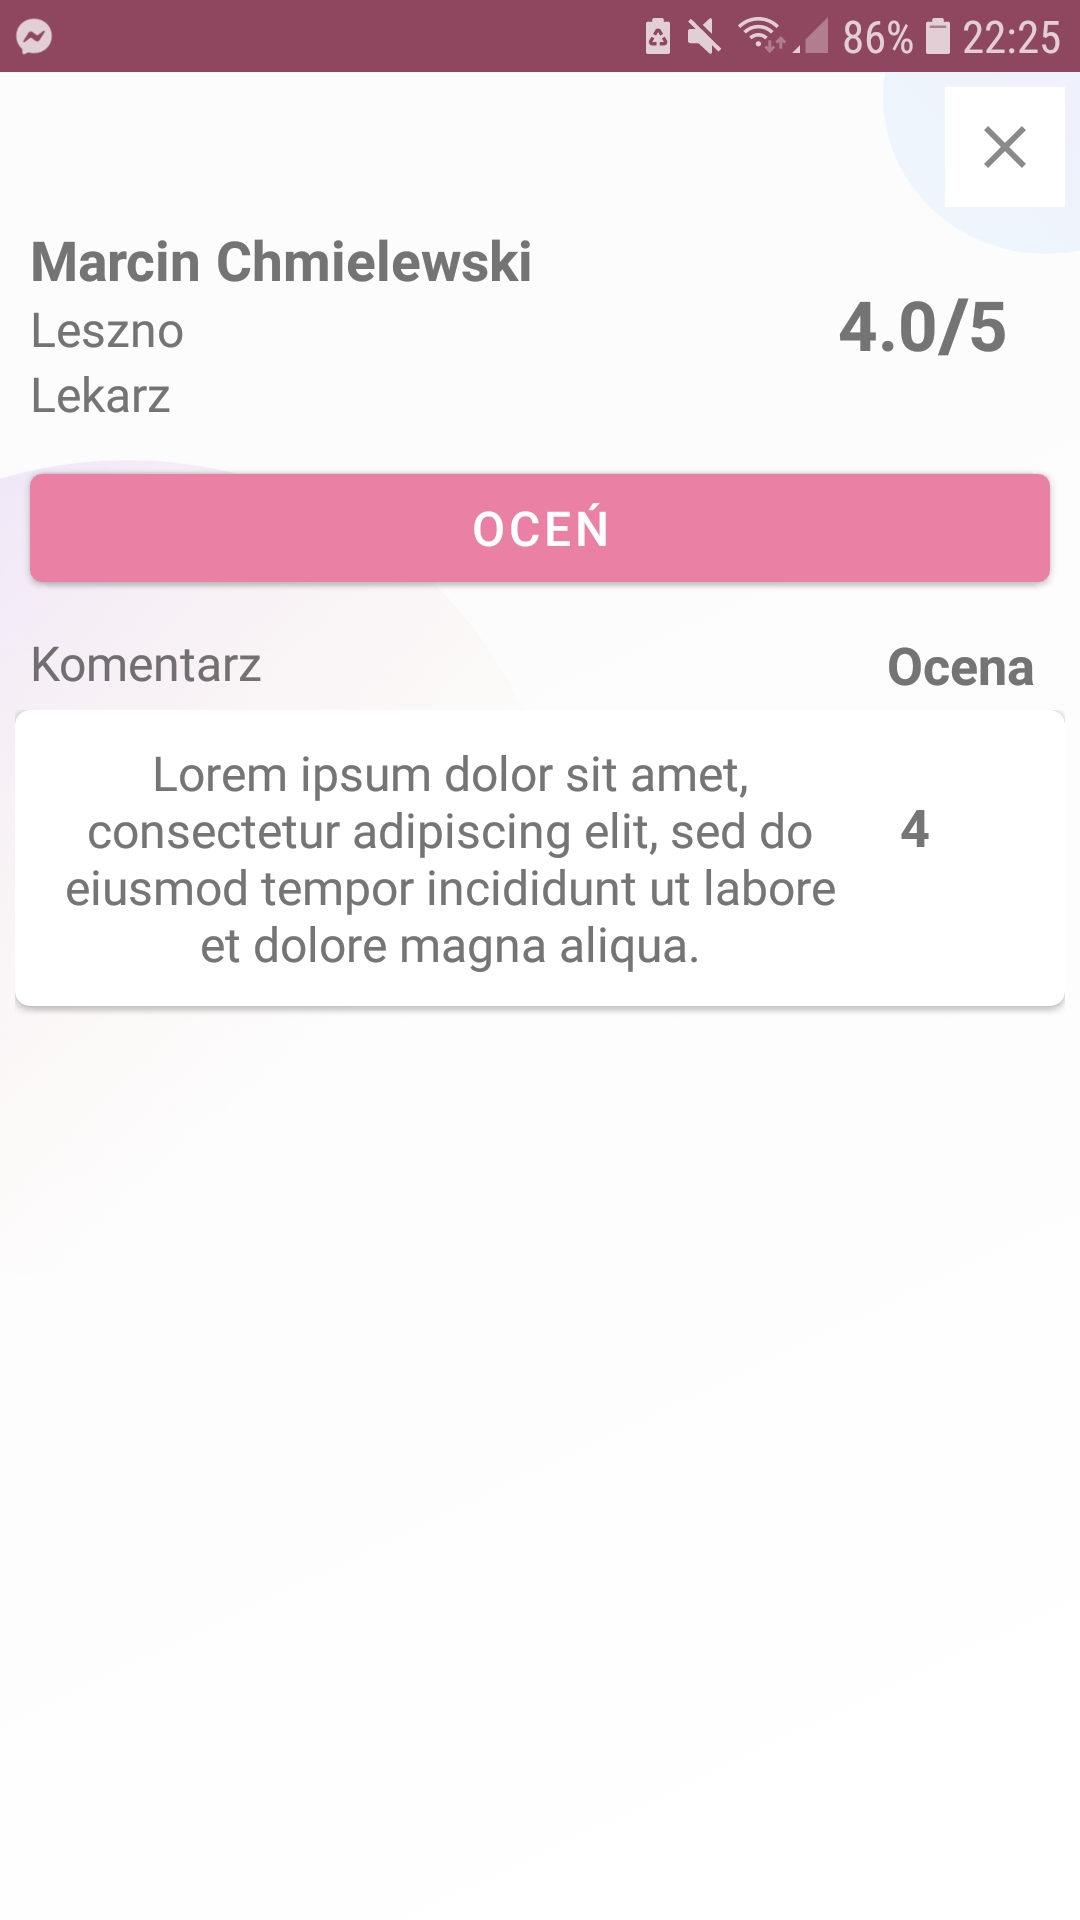 86% 22:25
Marcin Chmielewski
Leszno
4.0/5
Lekarz
OCEŃ
Komentarz
Ocena
Lorem ipsum dolor sit amet,
consectetur adipiscing elit, sed do
eiusmod tempor incididunt ut labore
et dolore magna aliqua.
4